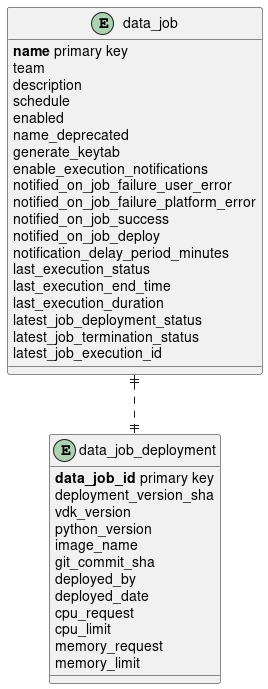 E data_job
name primary key
team
description
schedule
enabled
name_deprecated
generate_keytab
enable_execution_notifications
notified_on_job_failure_user_error
notified_on_job_failure_platform_error
notified_on_job_success
notified_on_job_deploy
notification_delay_period_minutes
last_execution_status
last_execution_end_time
last_execution_duration
latest_job_deployment_status
latest_job_termination_status
latest_job_execution_id
E data_job_deployment
data_job_id primary key
deployment_version_sha
vdk_version
python_version
image_name
git_commit_sha
deployed_by
deployed_date
cpu_request
cpu_limit
memory_request
memory_limit